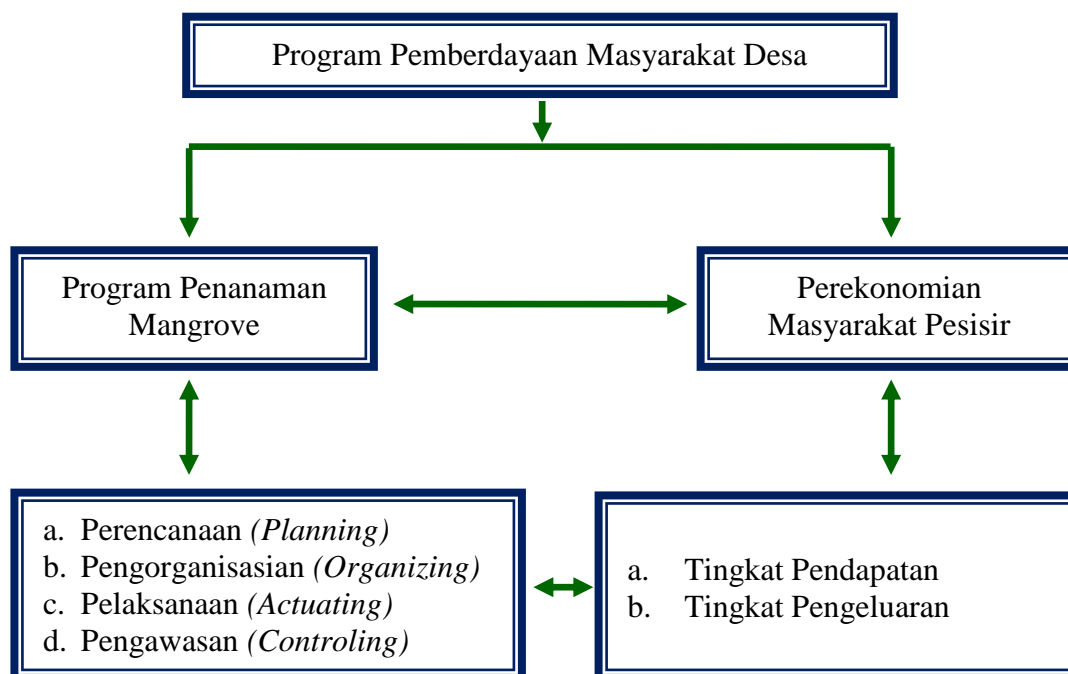 Program Pemberdayaan Masyarakat Desa
Program Penanaman
Mangrove
Perekonomian
Masyarakat Pesisir
a. Perencanaan (Planning)
b. Pengorganisasian (Organizing)
c. Pelaksanaan (Actuating)
d. Pengawasan (Controling)
a. Tingkat Pendapatan
b. Tingkat Pengeluaran